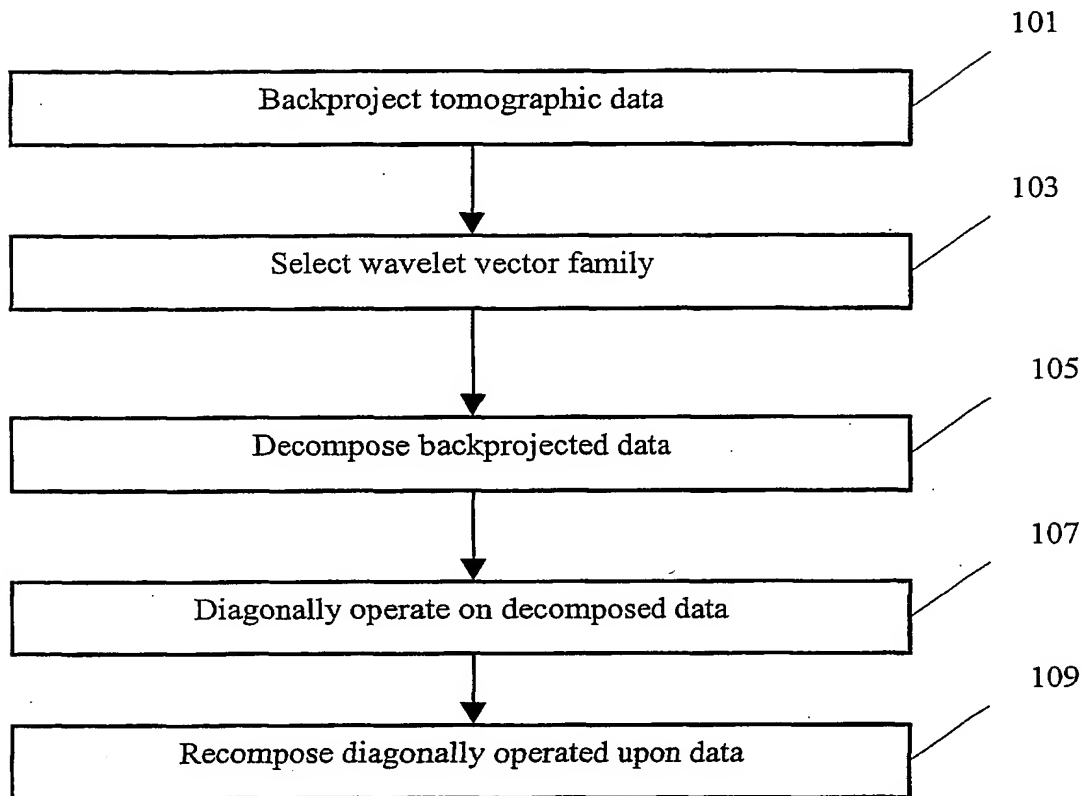 101
Backproject tomographic data
103
Select wavelet vector family
105
Decompose backprojected data
107
Diagonally operate on decomposed data
109
Recompose diagonally operated upon data